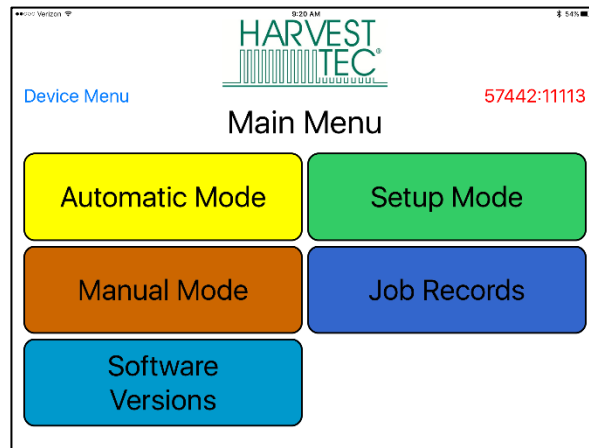 Verizon
9:20 AM
54%
HARVEST
TEC®
Device Menu
57442:11113
Main Menu
Automatic Mode
Setup Mode
Manual Mode
Job Records
Software
Versions